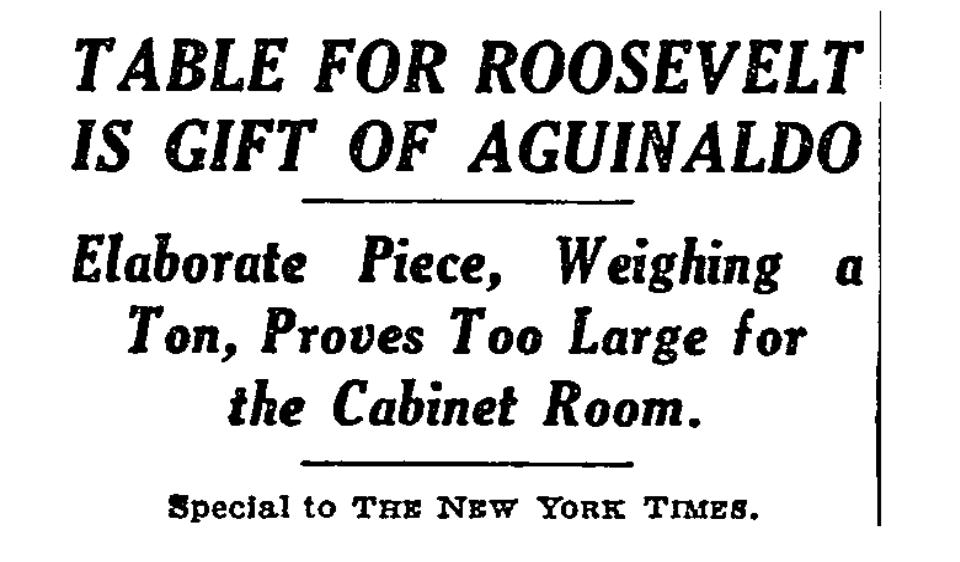 TABLE FOR ROOSEVELT
IS GIFT OF AGUINALDO
Elaborate Piece, Weighing a
Ton, Proves Too Large for
the Cabinet Room.
Special to THE NEW YORK TIMES.